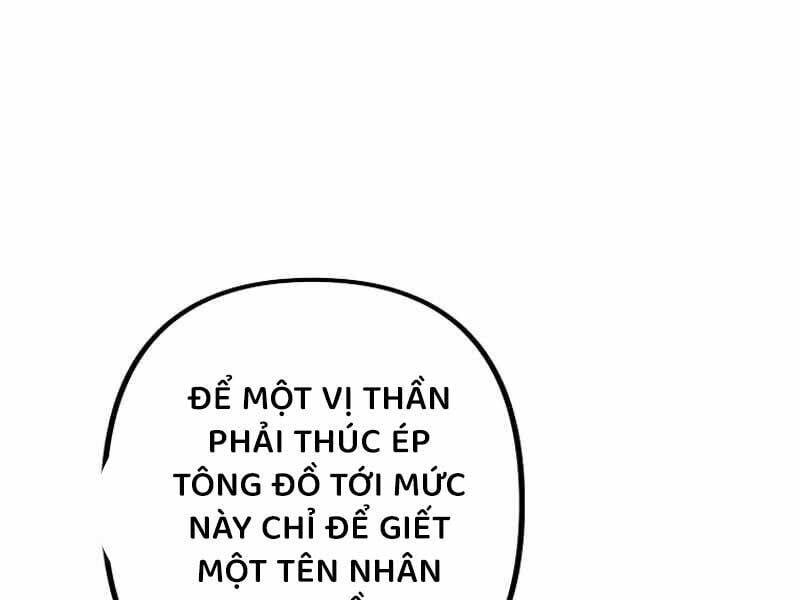 ĐỂ MỘT VỊ THẦN
PHẢI THÚC ÉP
TÔNG ĐỒ TỚI MỨC
NÀY CHỈ ĐỂ GIẾT
MỘT TÊN NHÂN